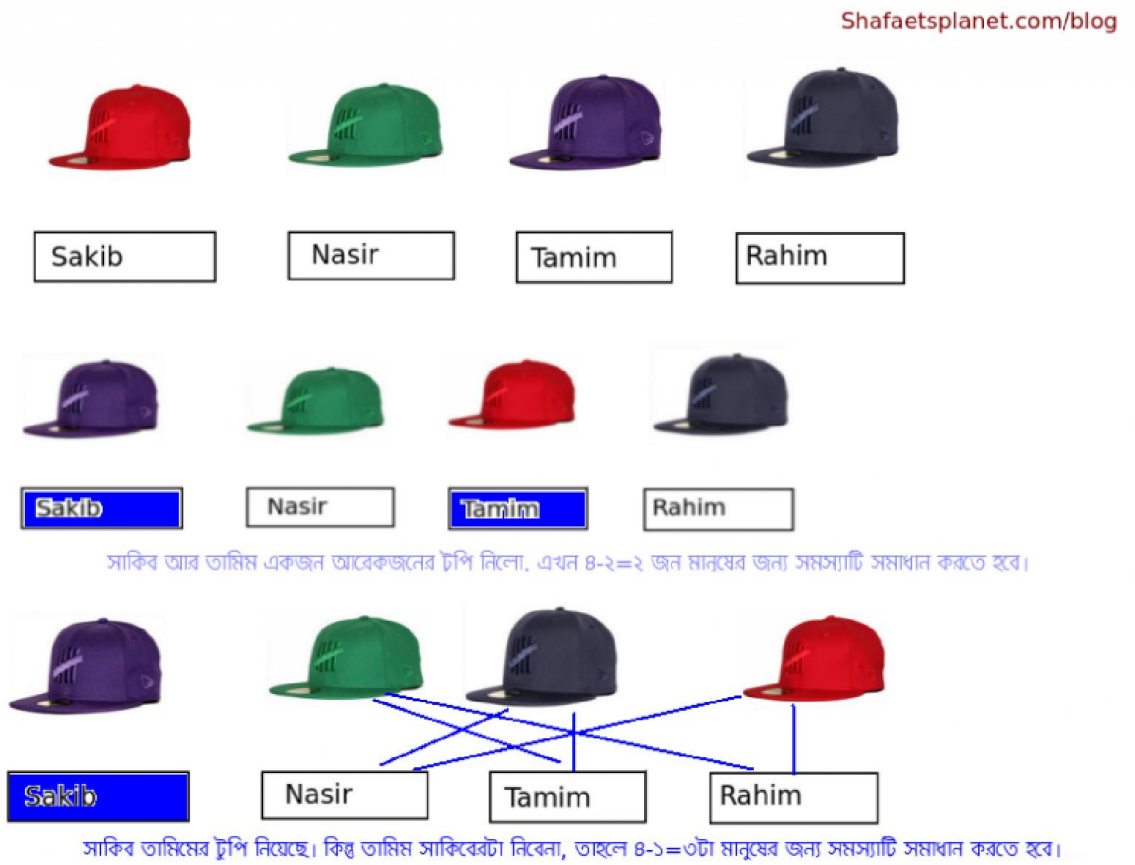 Shafaetsplanet.com/blog
Sakib Nasir Tamim Rahim
Sakib Nasir Tamim Rahim
সাকিব আর তামিম একজন আরেকজনের টুপি নিলো. এখন ৪-২=২ জন মানুষের জন্য সমস্যাটি সমাধান করতে হবে।
Sakib Nasir Tamim Rahim
সাকিব তামিমের টুপি নিয়েছে। কিন্তু তামিম সাকিবেরটা নিবেনা, তাহলে ৪-১=৩টা মানুষের জন্য সমস্যাটি সমাধান করতে হবে।